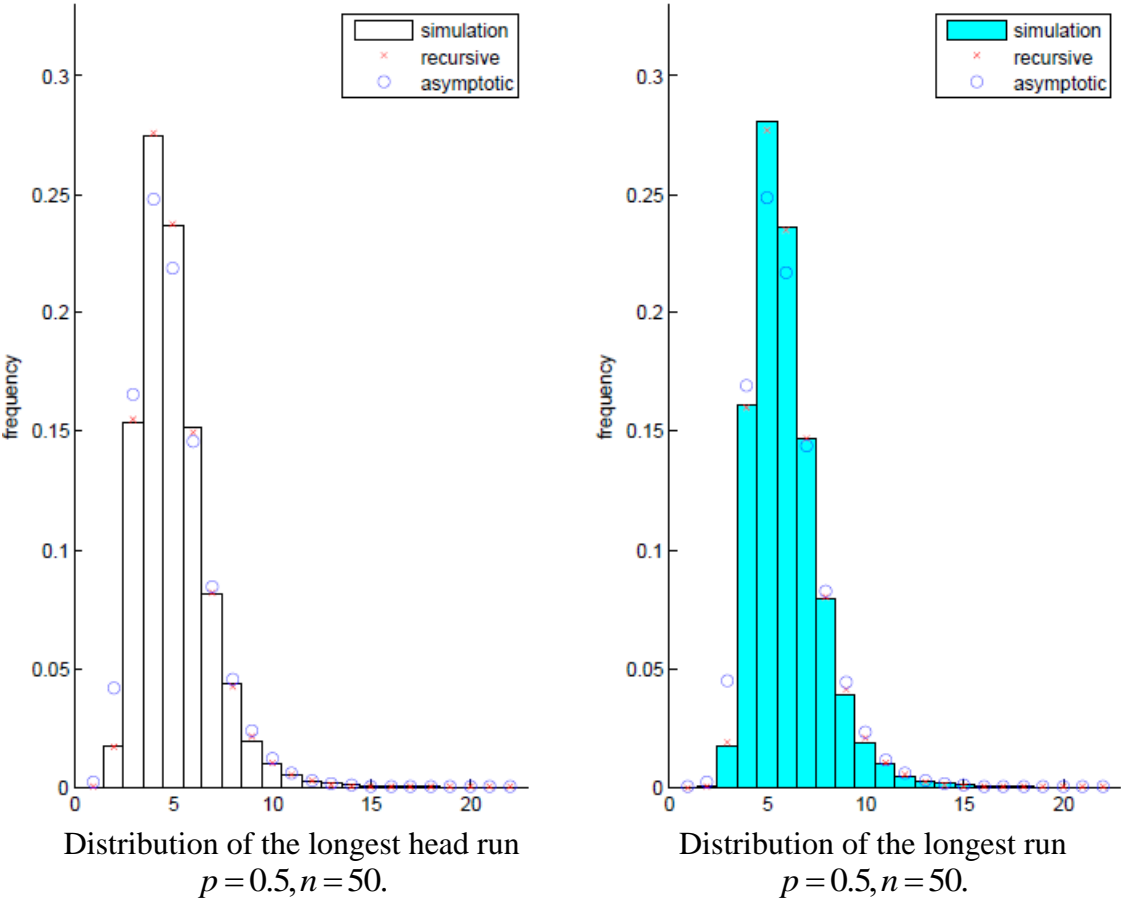 simulation
recursive
asymptotic
0.3
0.25
0.2
0.15
0.1
0.05
0
frequency
0 5 10 15 20
Distribution of the longest head run
p = 0.5, n = 50.
simulation
recursive
asymptotic
0.3
0.25
0.2
0.15
0.1
0.05
0
frequency
0 5 10 15 20
Distribution of the longest run
p = 0.5, n = 50.